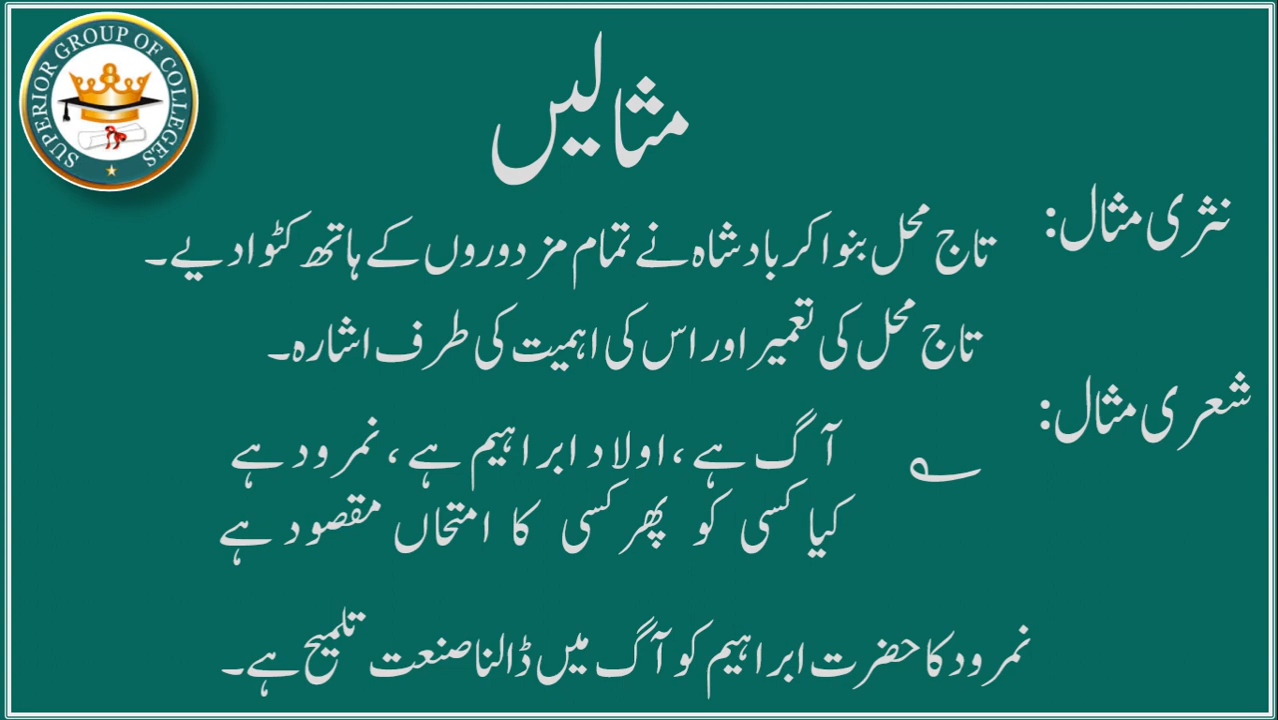 SUPERIOR GROUP OF COLLEGES
مثالیں
نثری مثال: تاج محل بنوا کر بادشاہ نے تمام مزدوروں کے ہاتھ کٹوا دیے۔
تاج محل کی تعمیر اور اس کی اہمیت کی طرف اشارہ۔
شعری مثال:
؎ آگ ہے، اولاد ابراہیم ہے، نمرود ہے
کیا کسی کو پھر کسی کا امتحاں مقصود ہے
نمرود کا حضرت ابراہیم کو آگ میں ڈالنا صنعت تلمیح ہے۔